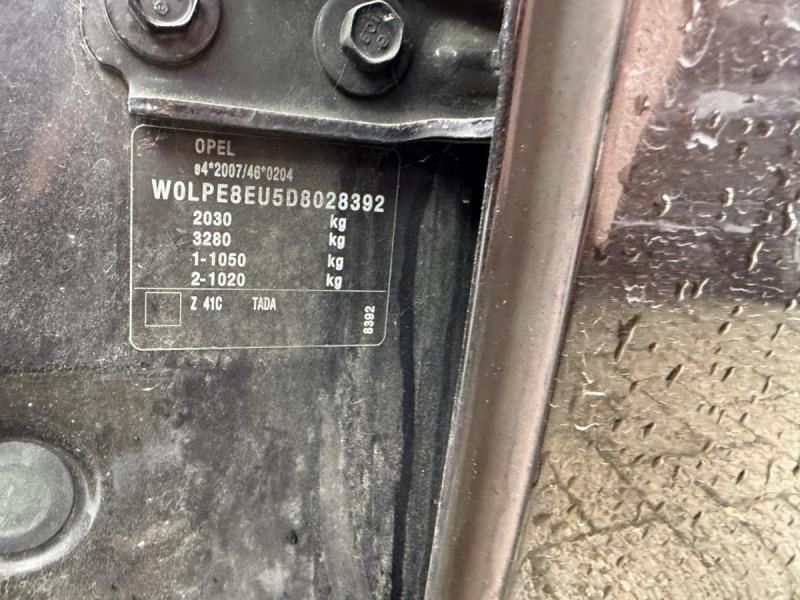 OPEL
e4*2007/46*0204
W0LPE8EU5D8028392
2030 kg
3280 kg
1-1050 kg
2-1020 kg
Z 41C TADA
8392